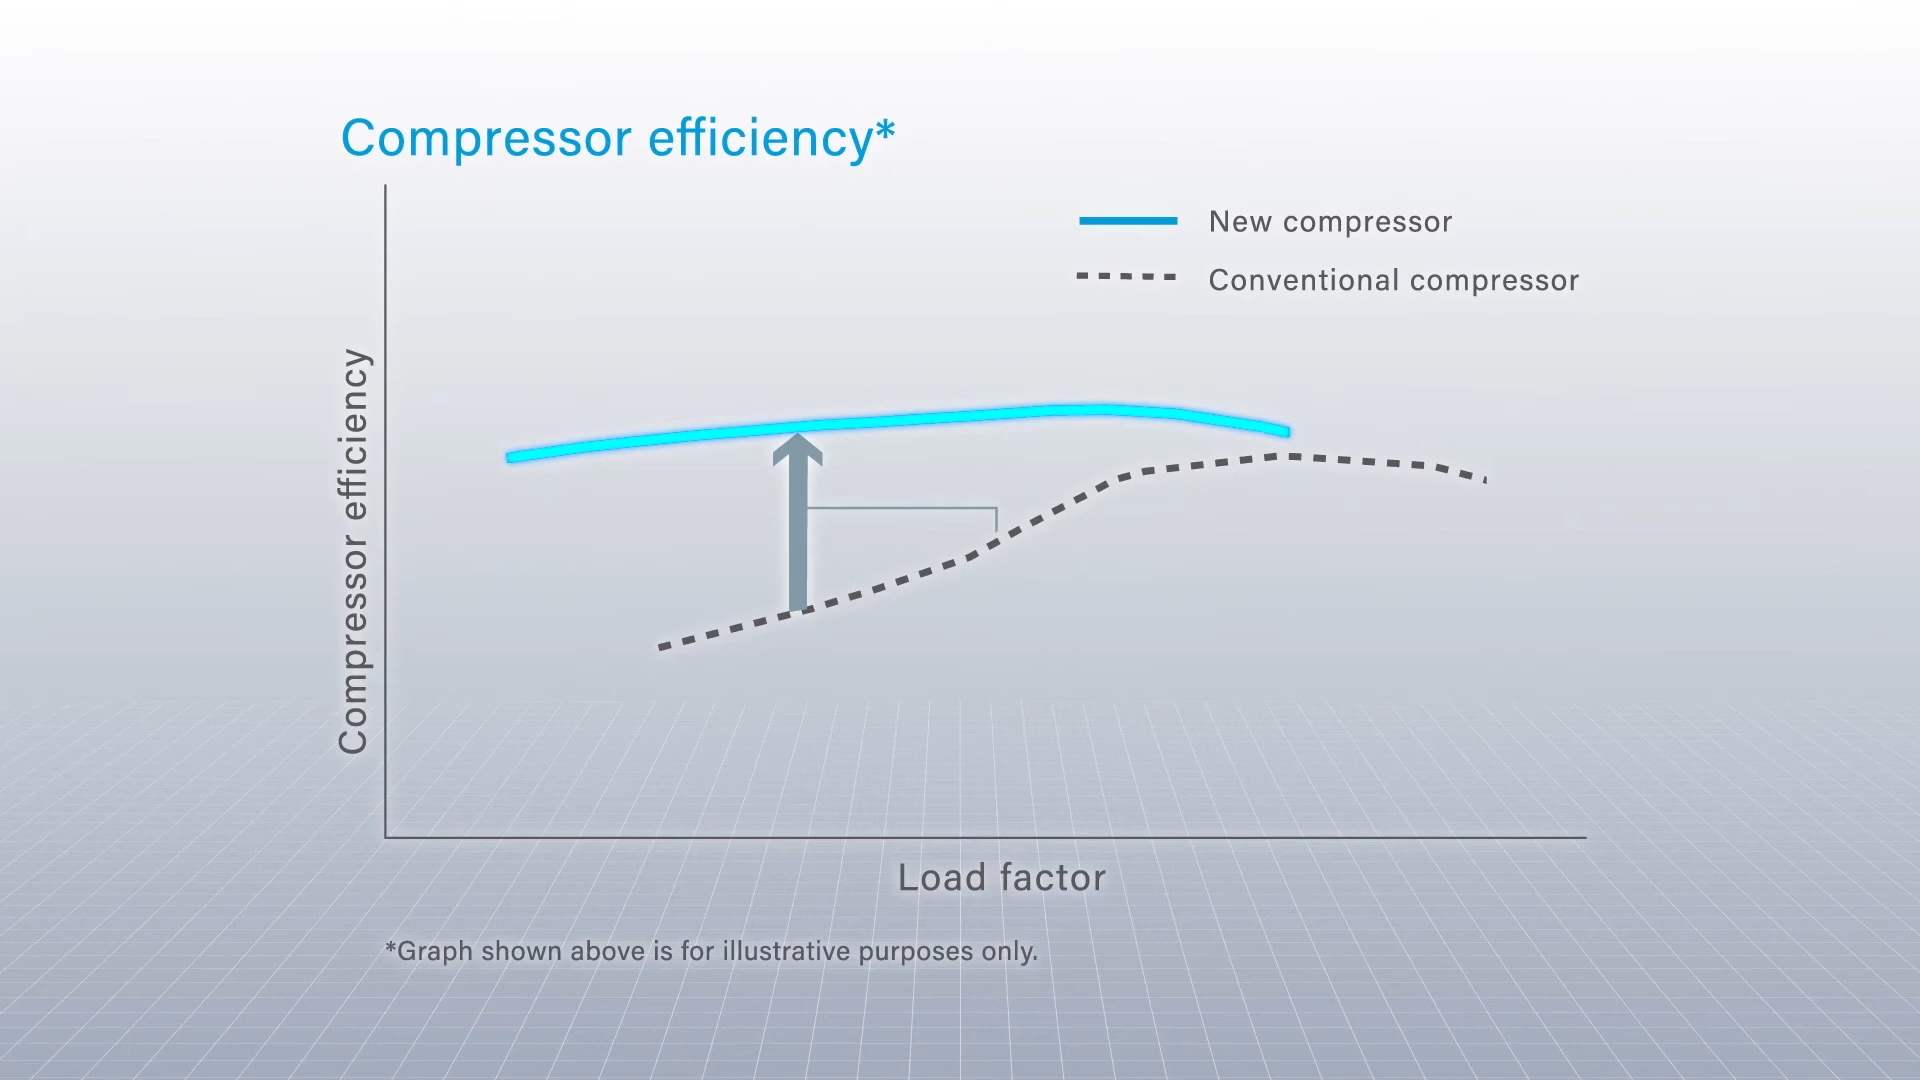 Compressor efficiency*
New compressor
Conventional compressor
Compressor efficiency
Load factor
*Graph shown above is for illustrative purposes only.